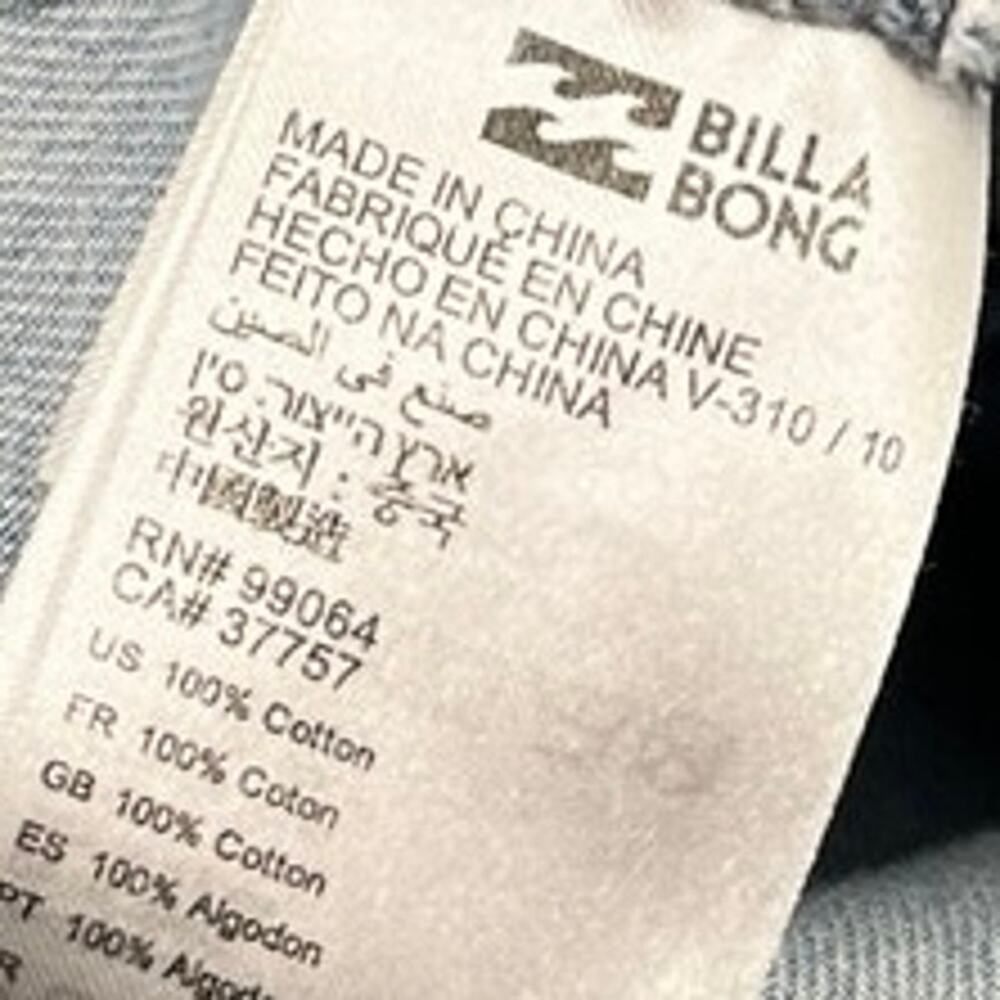 BILLA
BONG
MADE IN CHINA
FABRIQUÉ EN CHINE
HECHO EN CHINA V-310 / 10
FEITO NA CHINA
صنع في الصين
ארץ הייצור: סין
원산지 : 중국
中國製造
RN# 99064
CA# 37757
US 100% Cotton
FR 100% Coton
GB 100% Cotton
ES 100% Algodon
PT 100%